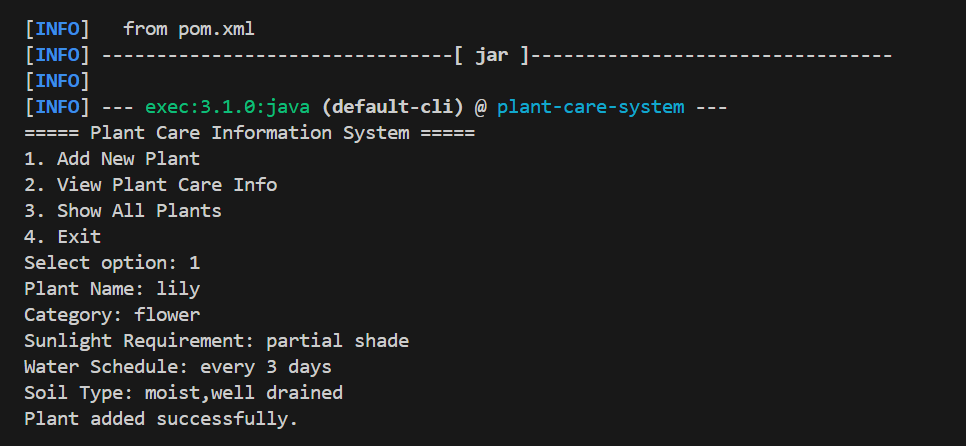 [INFO]   from pom.xml
[INFO] --------------------------------[ jar ]---------------------------------
[INFO]
[INFO] --- exec:3.1.0:java (default-cli) @ plant-care-system ---
===== Plant Care Information System =====
1. Add New Plant
2. View Plant Care Info
3. Show All Plants
4. Exit
Select option: 1
Plant Name: lily
Category: flower
Sunlight Requirement: partial shade
Water Schedule: every 3 days
Soil Type: moist,well drained
Plant added successfully.